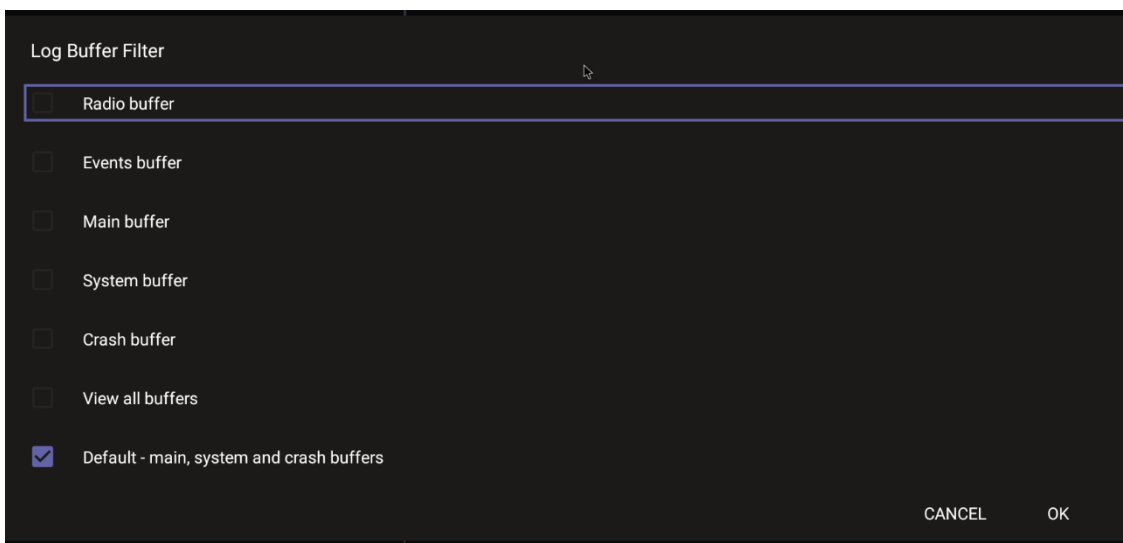 Log Buffer Filter
Radio buffer
Events buffer
Main buffer
System buffer
Crash buffer
View all buffers
Default - main, system and crash buffers
CANCEL OK